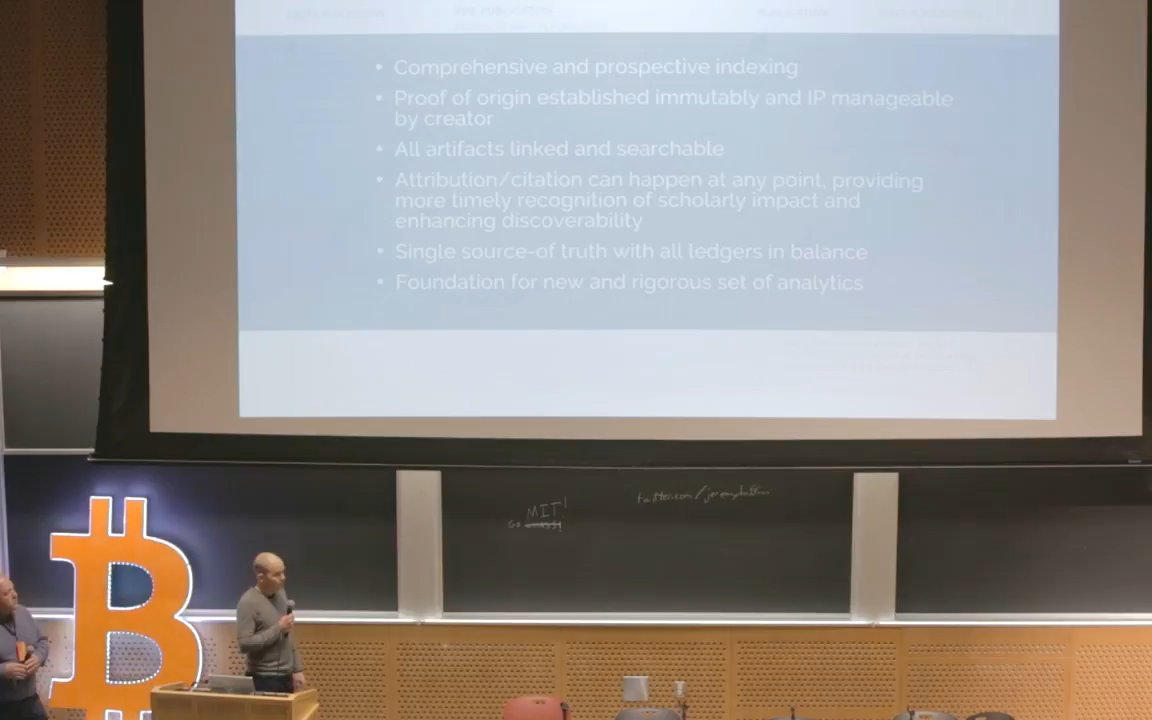 • Comprehensive and prospective indexing
• Proof of origin established immutably and IP manageable
by creator
• All artifacts linked and searchable
• Attribution/citation can happen at any point, providing
more timely recognition of scholarly impact and
enhancing discoverability
• Single source-of truth with all ledgers in balance
• Foundation for new and rigorous set of analytics
MIT!
Go